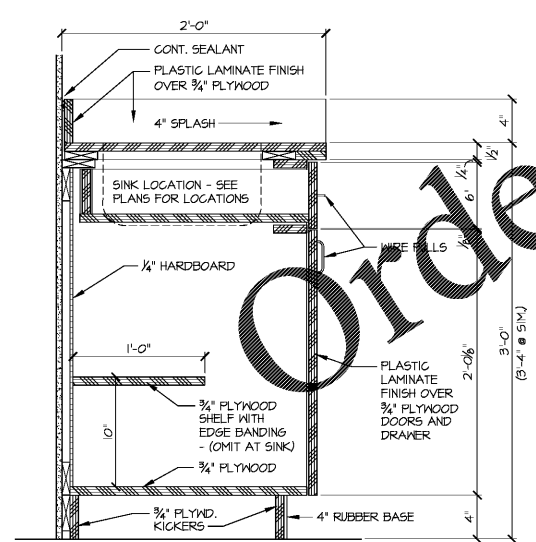 2'-0"
CONT. SEALANT
PLASTIC LAMINATE FINISH
OVER ¾" PLYWOOD
4" SPLASH
4"
½"
¼"
6"
SINK LOCATION - SEE
PLANS FOR LOCATIONS
WIRE PULLS
¼" HARDBOARD
1'-0"
3'-0"
(3'-4" @ SIM.)
PLASTIC
LAMINATE
FINISH OVER
¾" PLYWOOD
DOORS AND
DRAWER
¾" PLYWOOD
SHELF WITH
EDGE BANDING
- (OMIT AT SINK)
10"
¾" PLYWOOD
¾" PLYWD.
KICKERS
4" RUBBER BASE
4"
Orde